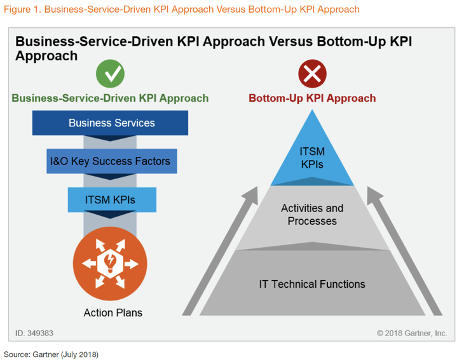 Figure 1. Business-Service-Driven KPI Approach Versus Bottom-Up KPI Approach
Business-Service-Driven KPI Approach Versus Bottom-Up KPI
Approach
Business-Service-Driven KPI Approach
Business Services
I&O Key Success Factors
ITSM KPIs
Action Plans
Bottom-Up KPI Approach
ITSM
KPIs
Activities and
Processes
IT Technical Functions
ID: 349383
© 2018 Gartner, Inc.
Source: Gartner (July 2018)